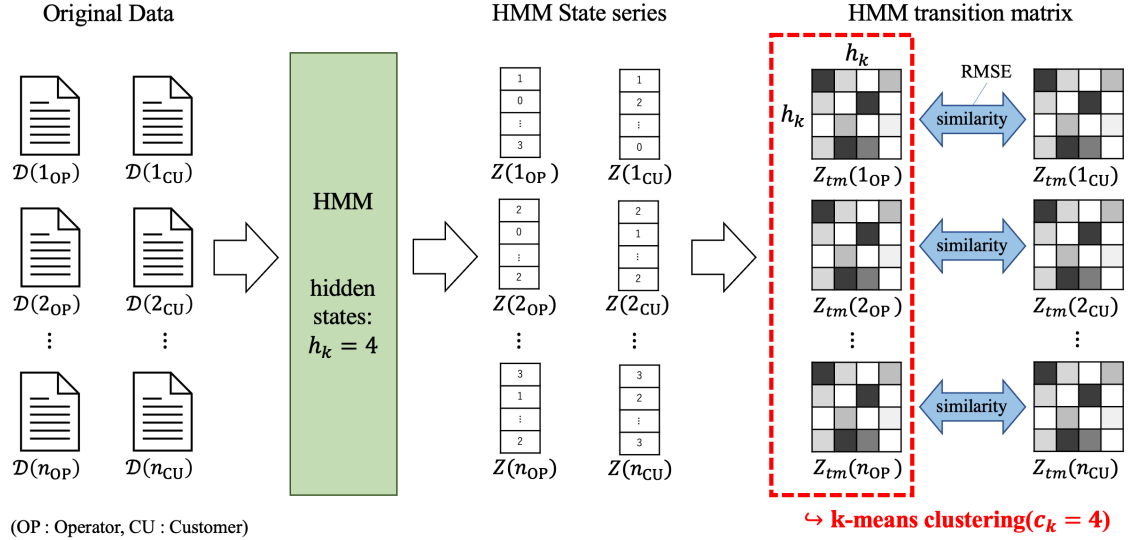 Original Data
HMM State series
HMM transition matrix
𝒟(1_OP) 𝒟(1_CU)
𝒟(2_OP) 𝒟(2_CU)
⋮ ⋮
𝒟(n_OP) 𝒟(n_CU)
HMM
hidden
states:
h_k = 4
1
0
⋮
3
Z(1_OP)
1
2
⋮
0
Z(1_CU)
2
0
⋮
2
Z(2_OP)
2
1
⋮
2
Z(2_CU)
⋮ ⋮
3
1
⋮
2
Z(n_OP)
3
2
⋮
3
Z(n_CU)
h_k
h_k
RMSE
similarity
Z_tm(1_OP) Z_tm(1_CU)
similarity
Z_tm(2_OP) Z_tm(2_CU)
⋮ ⋮
similarity
Z_tm(n_OP) Z_tm(n_CU)
↪ k-means clustering(c_k = 4)
(OP : Operator, CU : Customer)